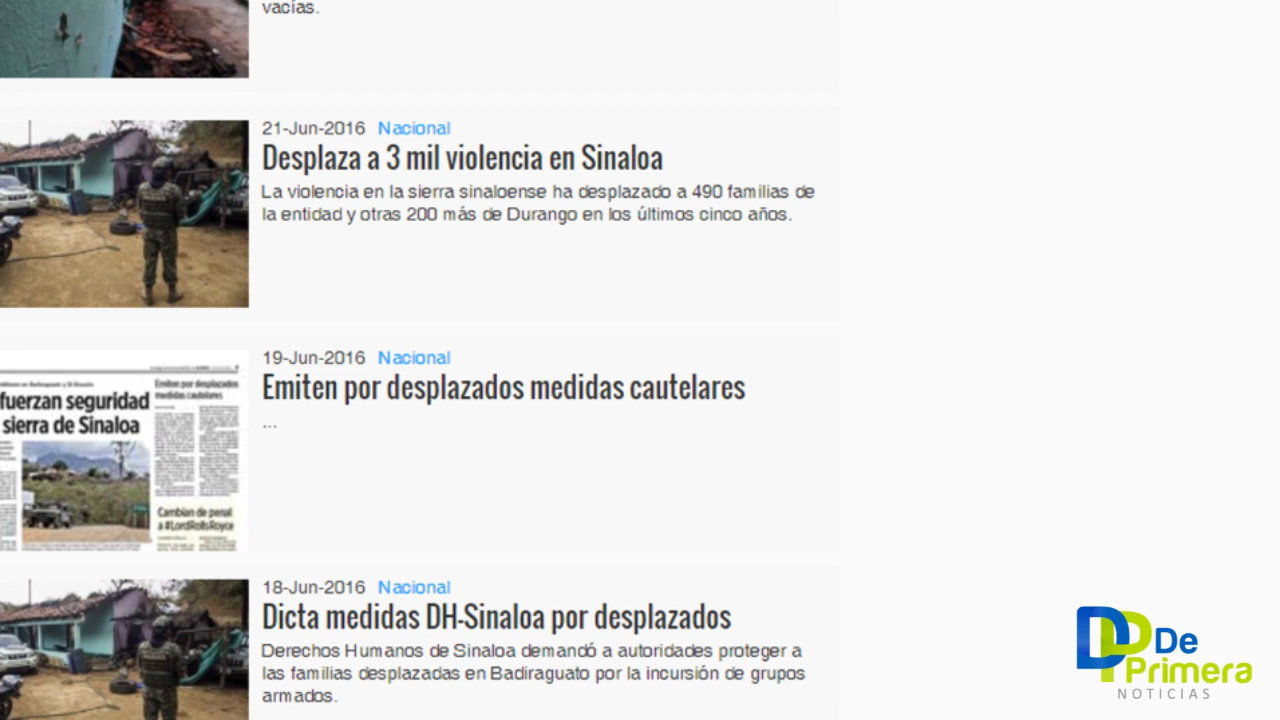 vacías.
21-Jun-2016 Nacional
Desplaza a 3 mil violencia en Sinaloa
La violencia en la sierra sinaloense ha desplazado a 490 familias de
la entidad y otras 200 más de Durango en los últimos cinco años.
19-Jun-2016 Nacional
Emiten por desplazados medidas cautelares
...
Emiten por desplazados
medidas cautelares
fuerzan seguridad
sierra de Sinaloa
Cambian de penal
a #LordRollsRoyce
18-Jun-2016 Nacional
Dicta medidas DH-Sinaloa por desplazados
Derechos Humanos de Sinaloa demandó a autoridades proteger a
las familias desplazadas en Badiraguato por la incursión de grupos
armados.
DP De
Primera
NOTICIAS